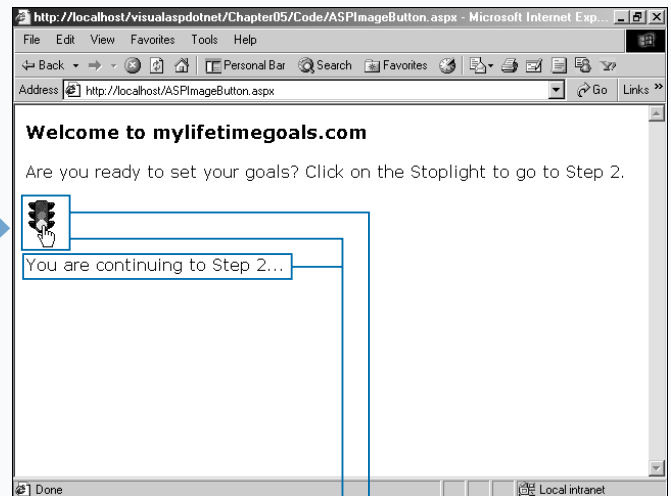 http://localhost/visualaspdotnet/Chapter05/Code/ASPImageButton.aspx - Microsoft Internet Exp...
File Edit View Favorites Tools Help
Back Personal Bar Search Favorites
Address http://localhost/ASPImageButton.aspx Go Links »
Welcome to mylifetimegoals.com
Are you ready to set your goals? Click on the Stoplight to go to Step 2.
You are continuing to Step 2...
Done Local intranet